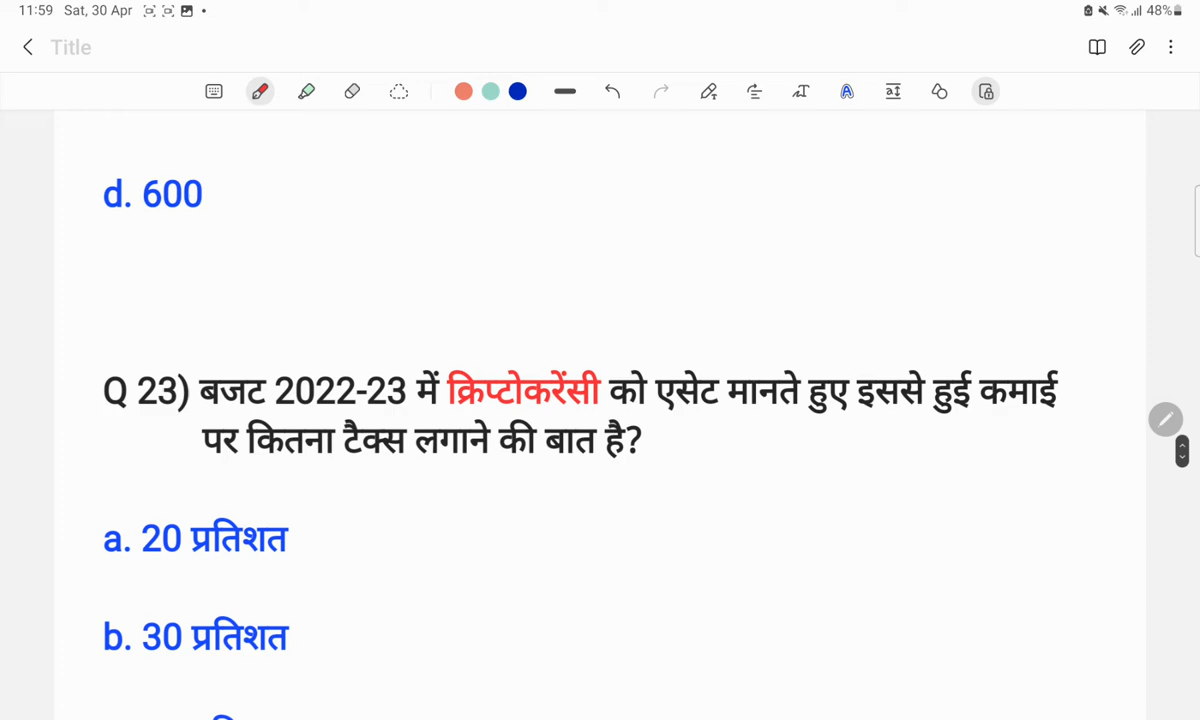 11:59 Sat, 30 Apr
48%
Title
d. 600
Q 23) बजट 2022-23 में क्रिप्टोकरेंसी को एसेट मानते हुए इससे हुई कमाई
पर कितना टैक्स लगाने की बात है?
a. 20 प्रतिशत
b. 30 प्रतिशत